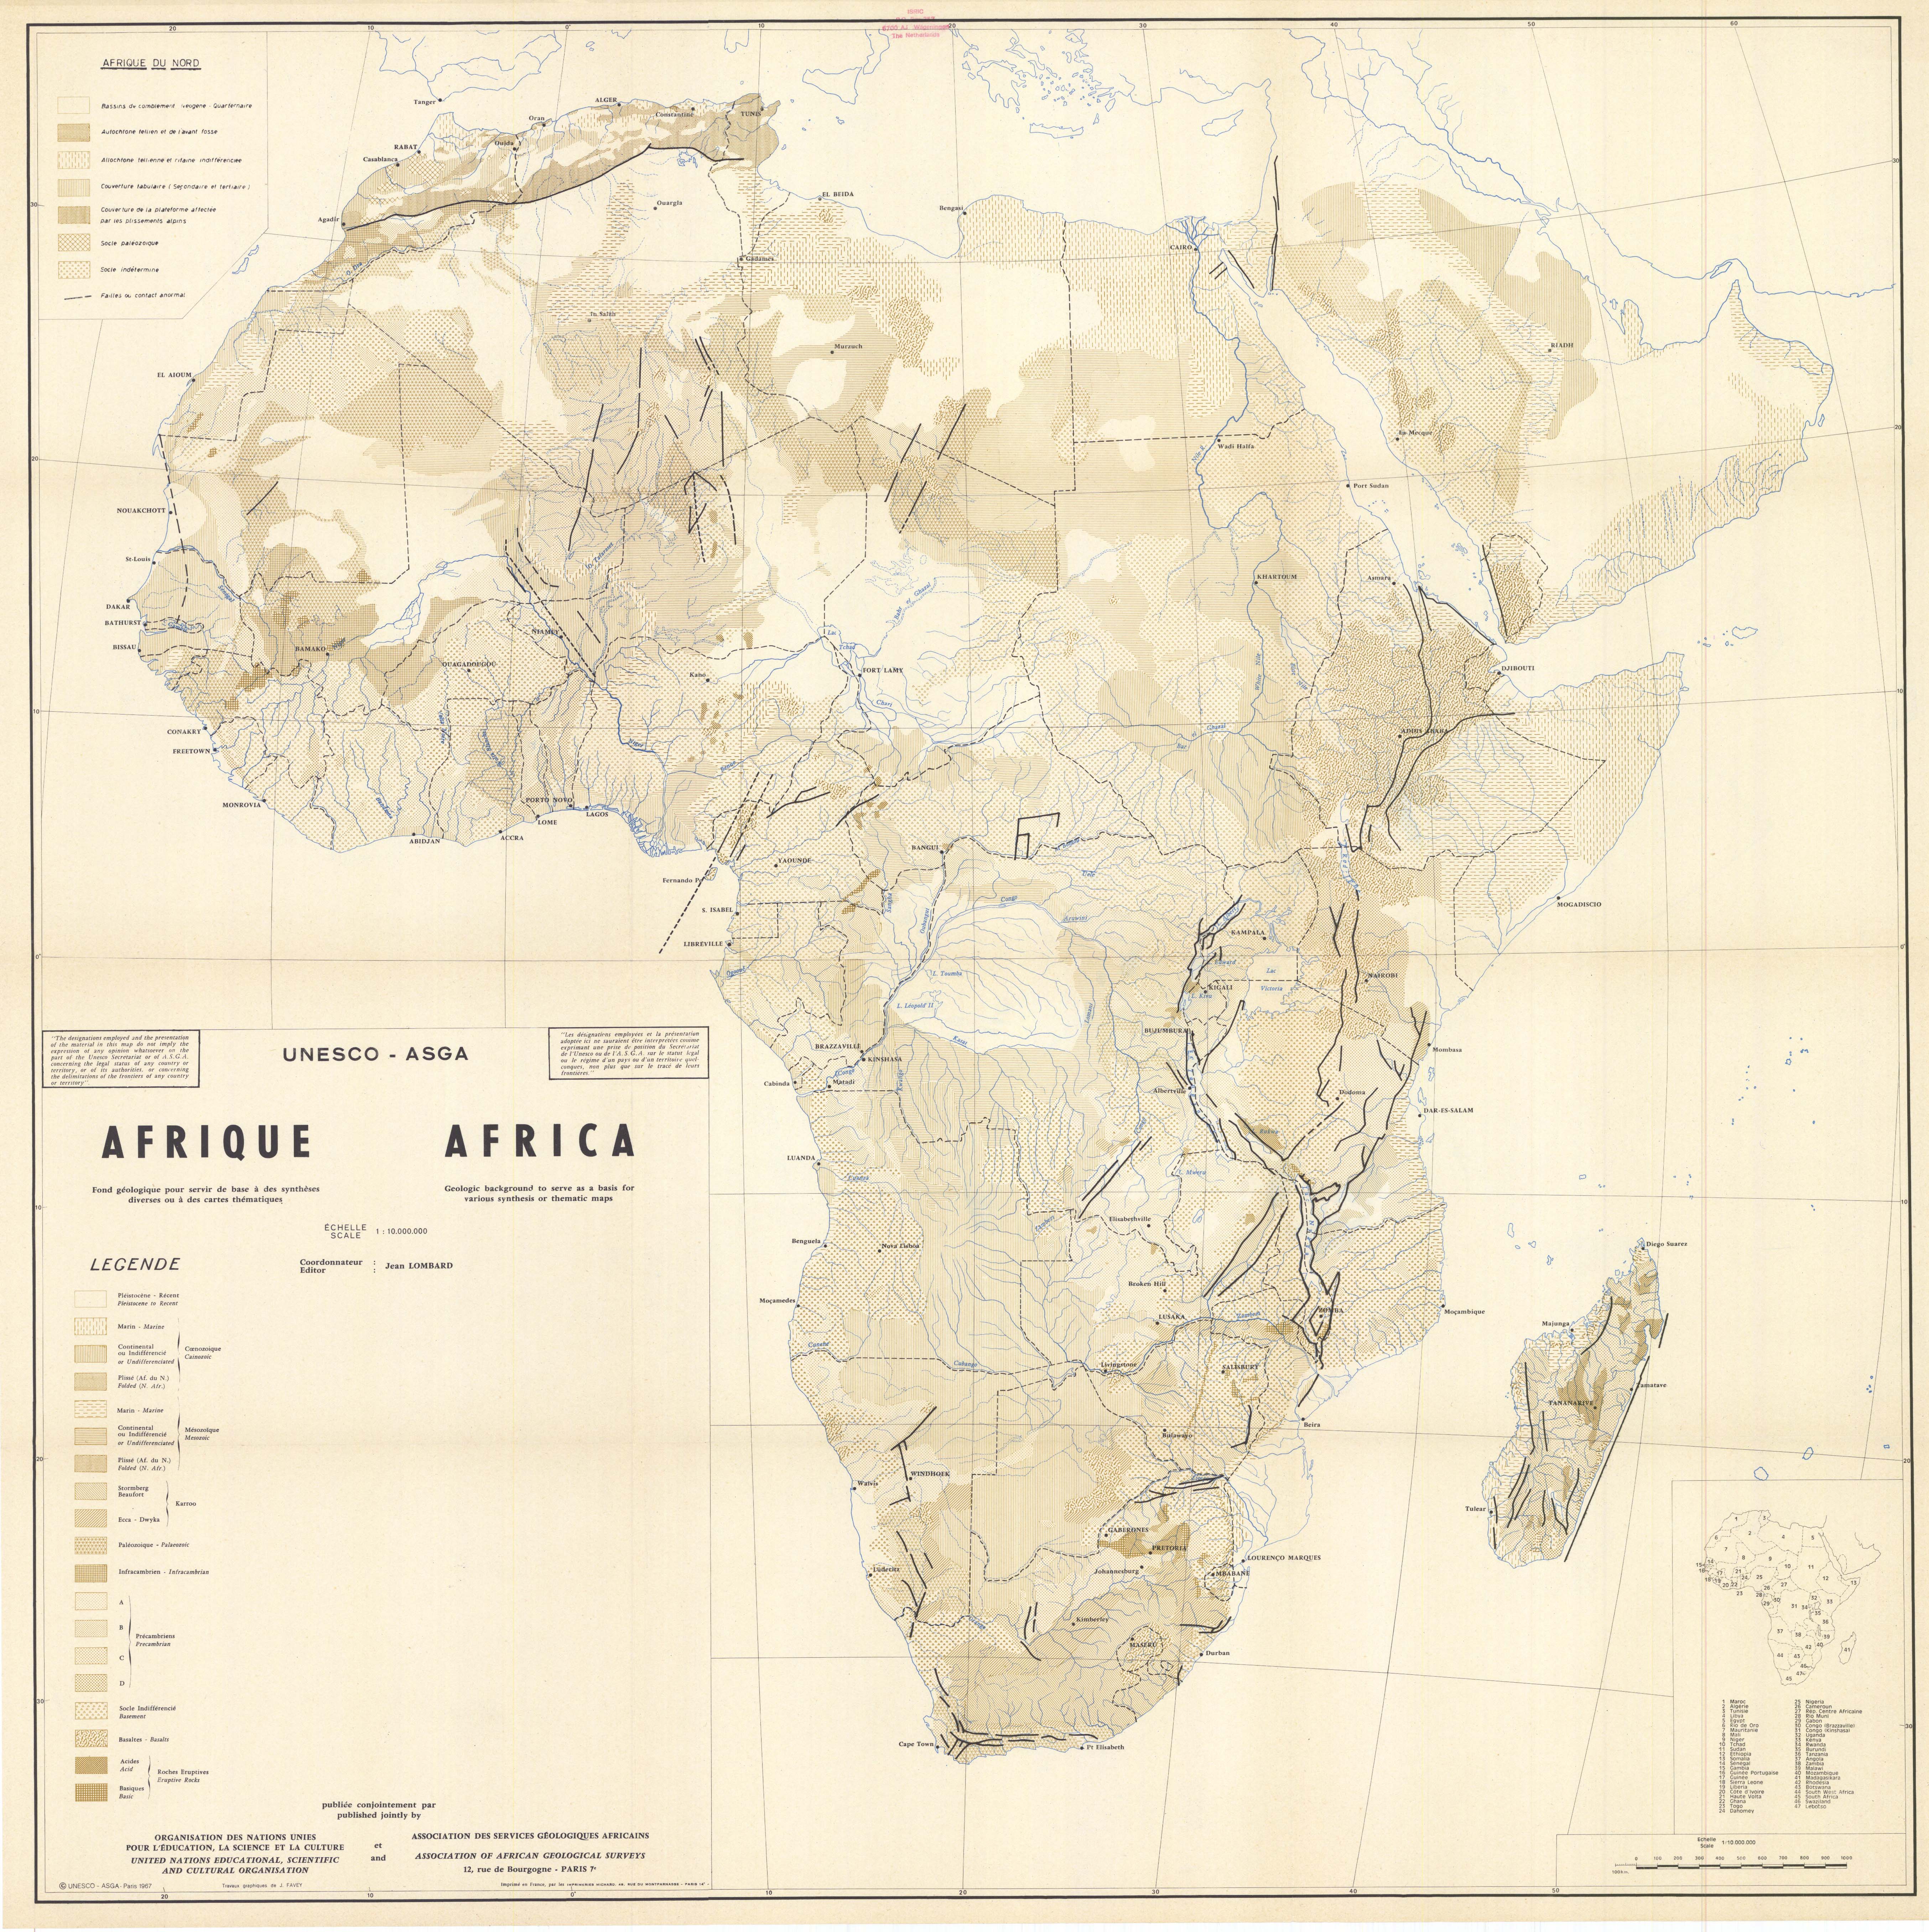 ISRIC
The Netherlands
AFRIQUE DU NORD
Bassins de comblement Neogene - Quarternaire
Autochtone tellien et de l'avant fosse
Allochtone tellienne et rifaine indifférenciée
Couverture tabulaire ( Secondaire et tertiaire )
Couverture de la plateforme affectée
par les plissements alpins
Socle paléozoique
Socle indéterminé
Failles ou contact anormal
Tanger
ALGER
Constantine
TUNIS
Oran
Oujda
RABAT
Casablanca
Agadir
Ouargla
EL BEIDA
Bengasi
CAIRO
Gadames
In Salah
Murzuch
RIADH
EL AIOUM
La Mecque
Wadi Halfa
Port Sudan
NOUAKCHOTT
St-Louis
KHARTOUM
Asmara
DAKAR
BATHURST
BISSAU
BAMAKO
NIAMEY
OUAGADOUGOU
Kano
Lac
Tchad
FORT LAMY
Chari
DJIBOUTI
ADDIS ABABA
CONAKRY
FREETOWN
MONROVIA
ABIDJAN
ACCRA
LOME
PORTO NOVO
LAGOS
BANGUI
YAOUNDE
Fernando Po
S. ISABEL
LIBREVILLE
MOGADISCIO
KAMPALA
NAIROBI
Lac
Victoria
KIGALI
L. Kivu
L. Toumba
L. Léopold II
BUJUMBURA
BRAZZAVILLE
KINSHASA
Cabinda
Matadi
Mombasa
Albertville
Dodoma
DAR-ES-SALAM
LUANDA
L. Moero
Elisabethville
Benguela
Nova Lisboa
Diego Suarez
Broken Hill
Moçamedes
LUSAKA
ZOMBA
Moçambique
Majunga
Livingstone
SALISBURY
Tamatave
TANANARIVE
Beira
Bulawayo
WINDHOEK
Walvis
Tulear
GABERONES
PRETORIA
LOURENÇO MARQUES
Johannesburg
MBABANE
Lüderitz
Kimberley
MASERU
Durban
Cape Town
Pt Elisabeth
"The designations employed and the presentation
of the material in this map do not imply the
expression of any opinion whatsoever on the
part of the Unesco Secretariat or of A.S.G.A.
concerning the legal status of any country or
territory, or of its authorities, or concerning
the delimitations of the frontiers of any country
or territory".
UNESCO - ASGA
"Les désignations employées et la présentation
adoptée ici ne sauraient être interprétées comme
exprimant une prise de position du Secrétariat
de l'Unesco ou de l'A.S.G.A. sur le statut légal
ou le régime d'un pays ou d'un territoire quel-
conque, non plus que sur le tracé de leurs
frontières."
AFRIQUE
AFRICA
Fond géologique pour servir de base à des synthèses
diverses ou à des cartes thématiques
Geologic background to serve as a basis for
various synthesis or thematic maps
ÉCHELLE
SCALE
1 : 10.000.000
LEGENDE
Coordonnateur :
Editor :
Jean LOMBARD
Pléistocène - Récent
Pleistocene to Recent
Marin - Marine
Continental
ou Indifférencié
or Undifferenciated
Plissé (Af. du N.)
Folded (N. Afr.)
Cœnozoïque
Cainozoic
Marin - Marine
Continental
ou Indifférencié
or Undifferenciated
Plissé (Af. du N.)
Folded (N. Afr.)
Mésozoïque
Mesozoic
Stormberg
Beaufort
Ecca - Dwyka
Karroo
Paléozoïque - Palaeozoic
Infracambrien - Infracambrian
A
B
C
D
Précambriens
Precambrian
Socle Indifférencié
Basement
Basaltes - Basalts
Acides
Acid
Basiques
Basic
Roches Eruptives
Eruptive Rocks
publiée conjointement par
published jointly by
ORGANISATION DES NATIONS UNIES
POUR L'ÉDUCATION, LA SCIENCE ET LA CULTURE
UNITED NATIONS EDUCATIONAL, SCIENTIFIC
AND CULTURAL ORGANISATION
et
and
ASSOCIATION DES SERVICES GÉOLOGIQUES AFRICAINS
ASSOCIATION OF AFRICAN GEOLOGICAL SURVEYS
12, rue de Bourgogne - PARIS 7e
© UNESCO - ASGA - Paris 1967
Travaux graphiques de J. FAVEY
1 Maroc
2 Algérie
3 Tunisie
4 Libye
5 Egypt
6 Rio de Oro
7 Mauritanie
8 Mali
9 Niger
10 Tchad
11 Sudan
12 Ethiopia
13 Somalia
14 Sénégal
15 Gambia
16 Guinée Portugaise
17 Guinée
18 Sierra Leone
19 Liberia
20 Côte d'Ivoire
21 Haute Volta
22 Ghana
23 Togo
24 Dahomey
25 Nigeria
26 Cameroun
27 Rép. Centre Africaine
28 Rio Muni
29 Gabon
30 Congo (Brazzaville)
31 Congo (Kinshasa)
32 Uganda
33 Kenya
34 Rwanda
35 Burundi
36 Tanzania
37 Angola
38 Zambia
39 Malawi
40 Mozambique
41 Madagaskara
42 Rhodesia
43 Botswana
44 South West Africa
45 South Africa
46 Swaziland
47 Lebotso
Echelle
Scale
1/10 000.000
0 100 200 300 400 500 600 700 800 900 1000